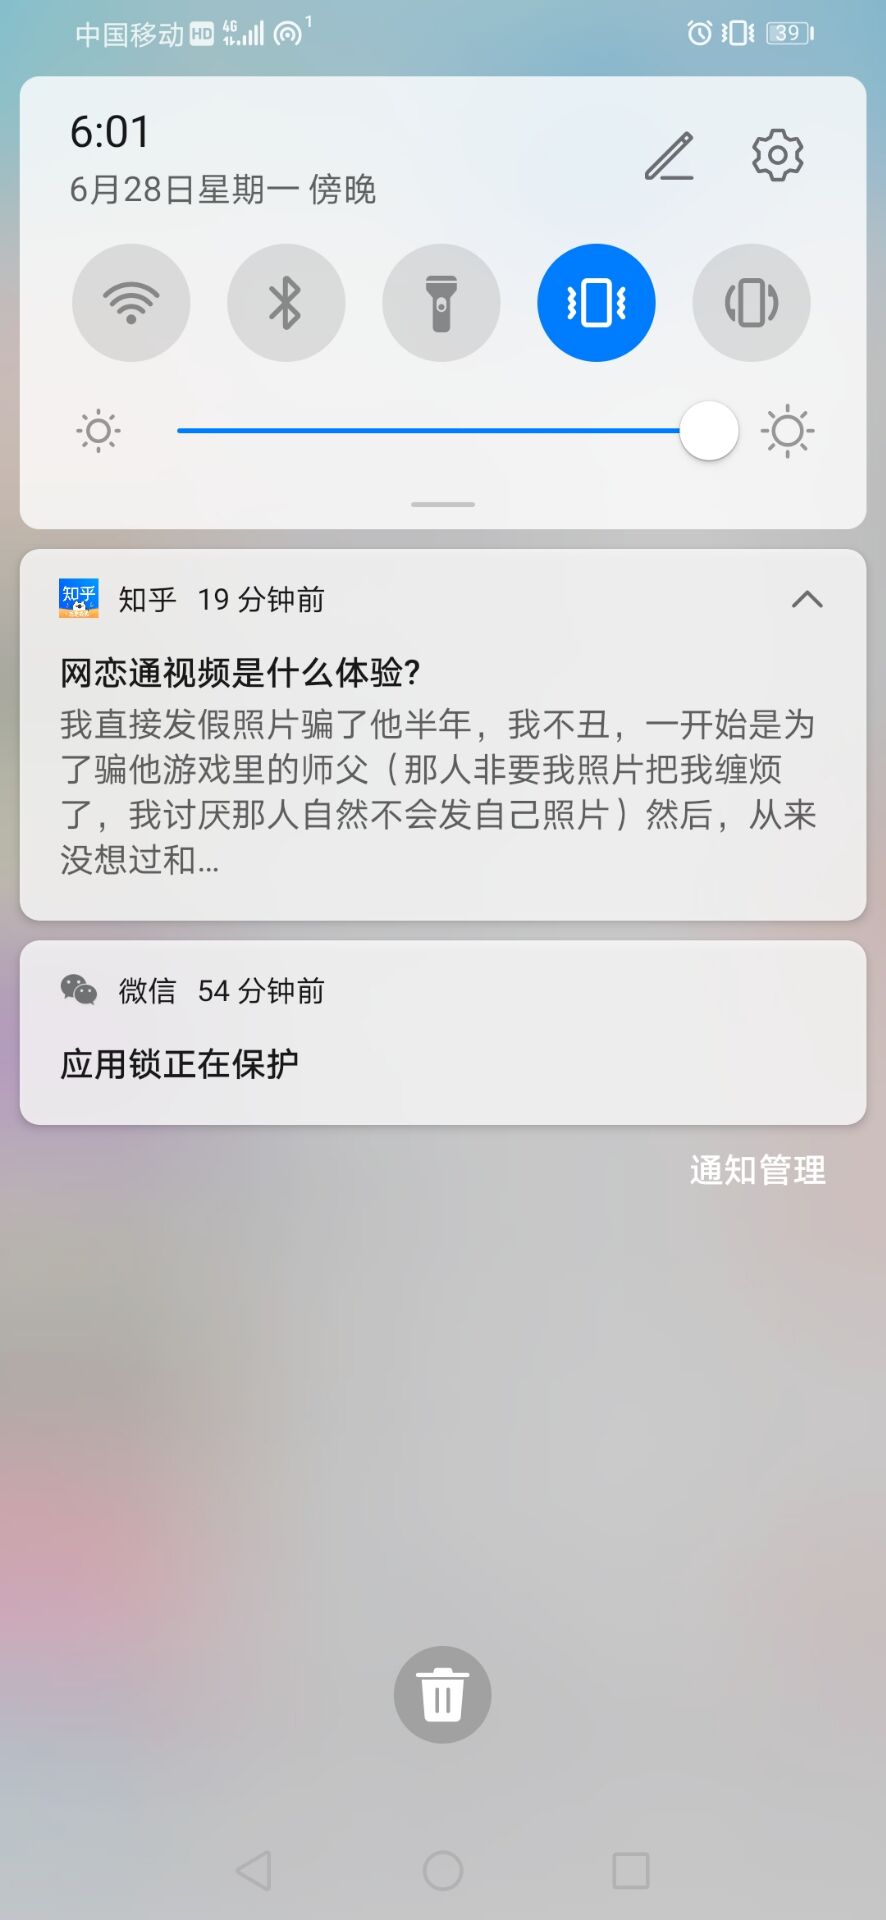 中国移动 HD 4G 1 39
6:01
6月28日星期一 傍晚
知乎
知乎 19 分钟前
网恋通视频是什么体验?
我直接发假照片骗了他半年，我不丑，一开始是为
了骗他游戏里的师父（那人非要我照片把我缠烦
了，我讨厌那人自然不会发自己照片）然后，从来
没想过和...
微信 54 分钟前
应用锁正在保护
通知管理